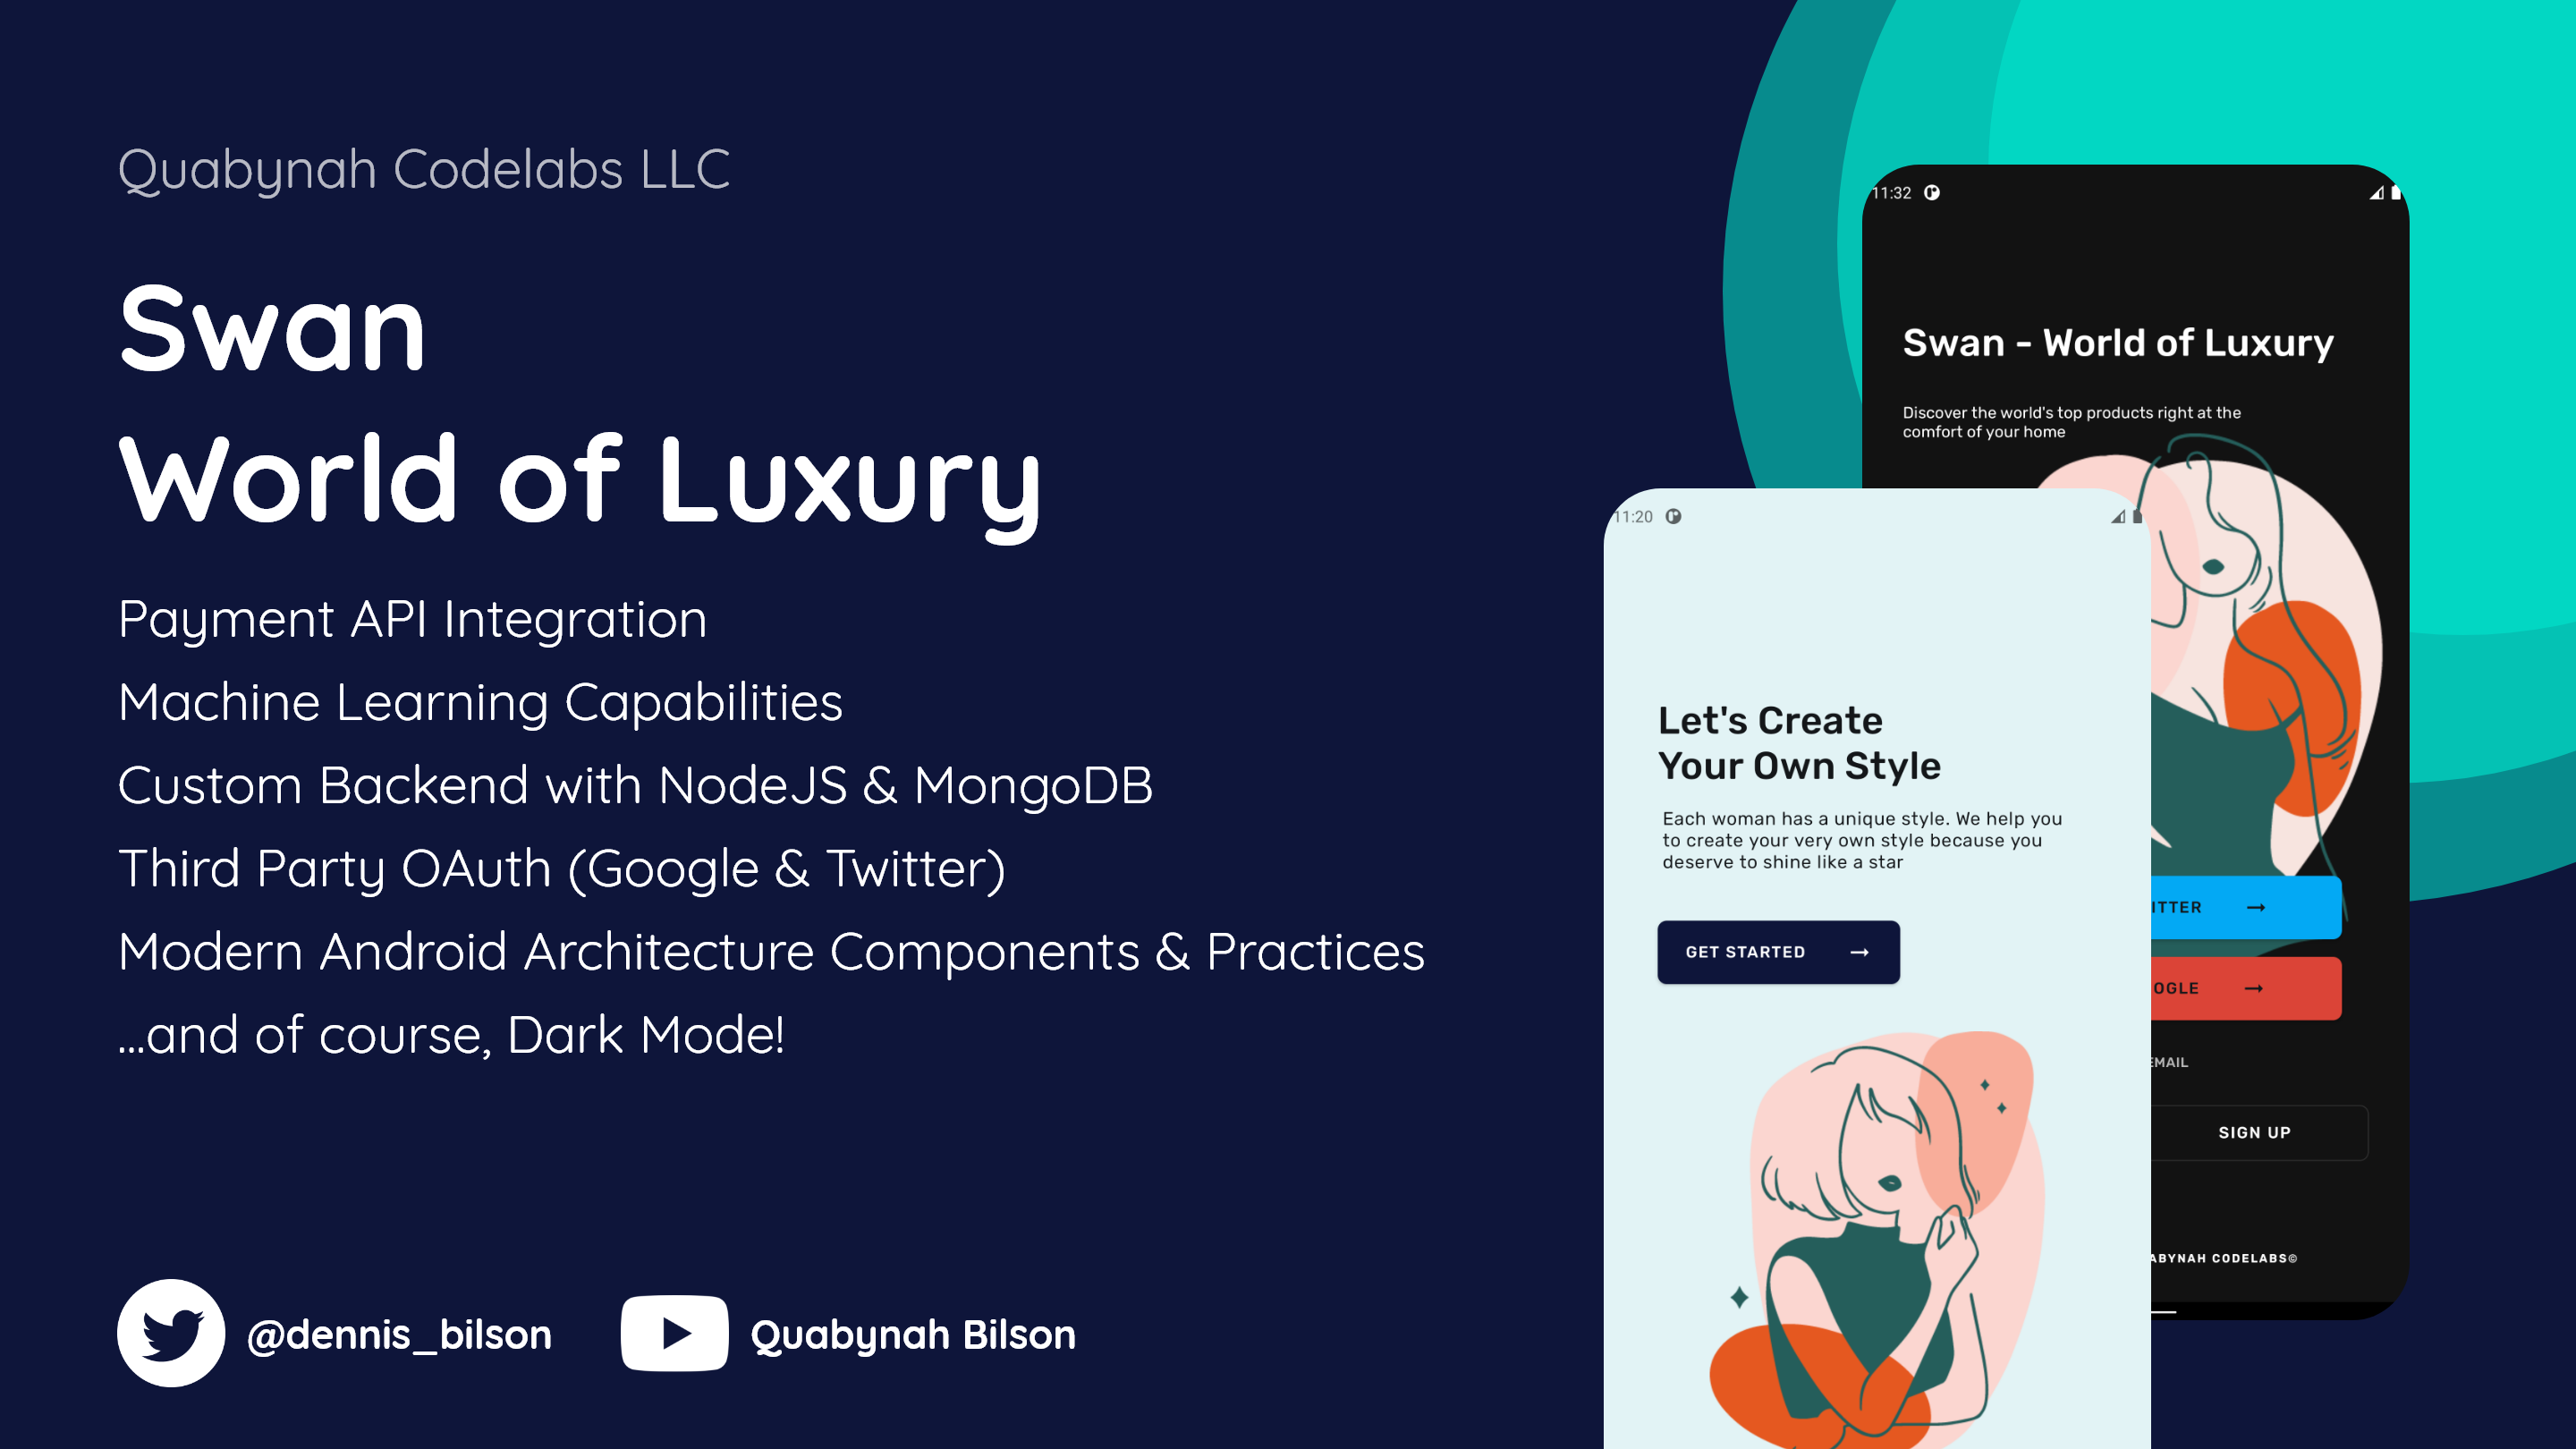 Quabynah Codelabs LLC
Swan
World of Luxury
Payment API Integration
Machine Learning Capabilities
Custom Backend with NodeJS & MongoDB
Third Party OAuth (Google & Twitter)
Modern Android Architecture Components & Practices
...and of course, Dark Mode!
@dennis_bilson
Quabynah Bilson
11:32
Swan - World of Luxury
Discover the world's top products right at the
comfort of your home
ITTER
OGLE
EMAIL
SIGN UP
ABYNAH CODELABS©
11:20
Let's Create
Your Own Style
Each woman has a unique style. We help you
to create your very own style because you
deserve to shine like a star
GET STARTED